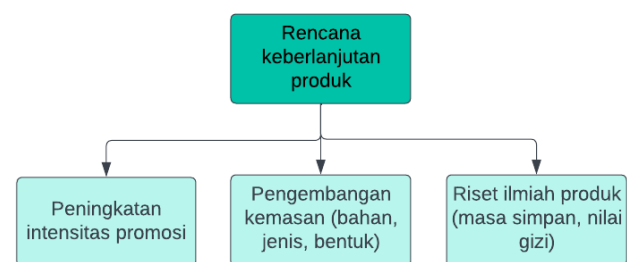 Rencana
keberlanjutan
produk
Peningkatan
intensitas promosi
Pengembangan
kemasan (bahan,
jenis, bentuk)
Riset ilmiah produk
(masa simpan, nilai
gizi)